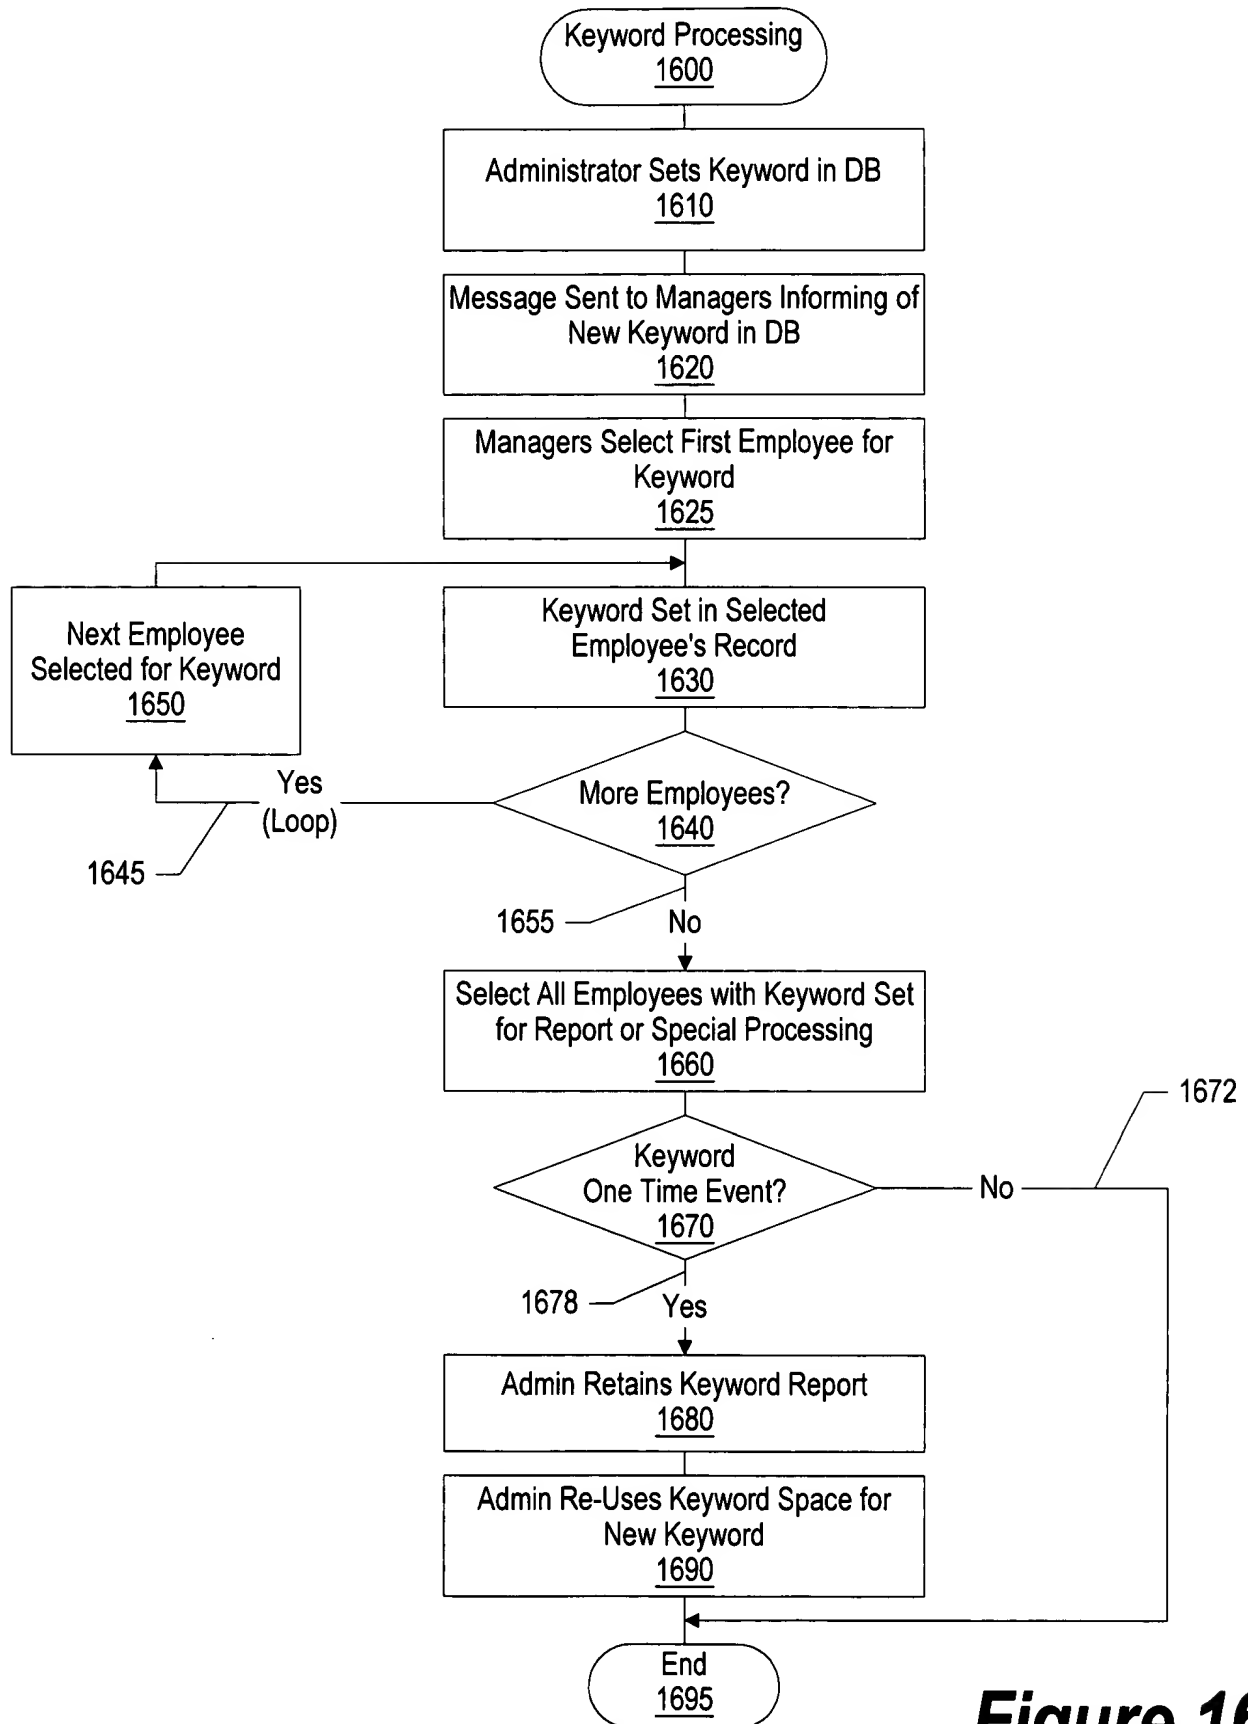 Keyword Processing
1600
Administrator Sets Keyword in DB
1610
Message Sent to Managers Informing of
New Keyword in DB
1620
Managers Select First Employee for
Keyword
1625
Next Employee
Selected for Keyword
1650
Keyword Set in Selected
Employee's Record
1630
Yes
(Loop)
1645
More Employees?
1640
1655
No
Select All Employees with Keyword Set
for Report or Special Processing
1660
1672
Keyword
One Time Event?
1670
No
1678
Yes
Admin Retains Keyword Report
1680
Admin Re-Uses Keyword Space for
New Keyword
1690
End
1695
Figure 16